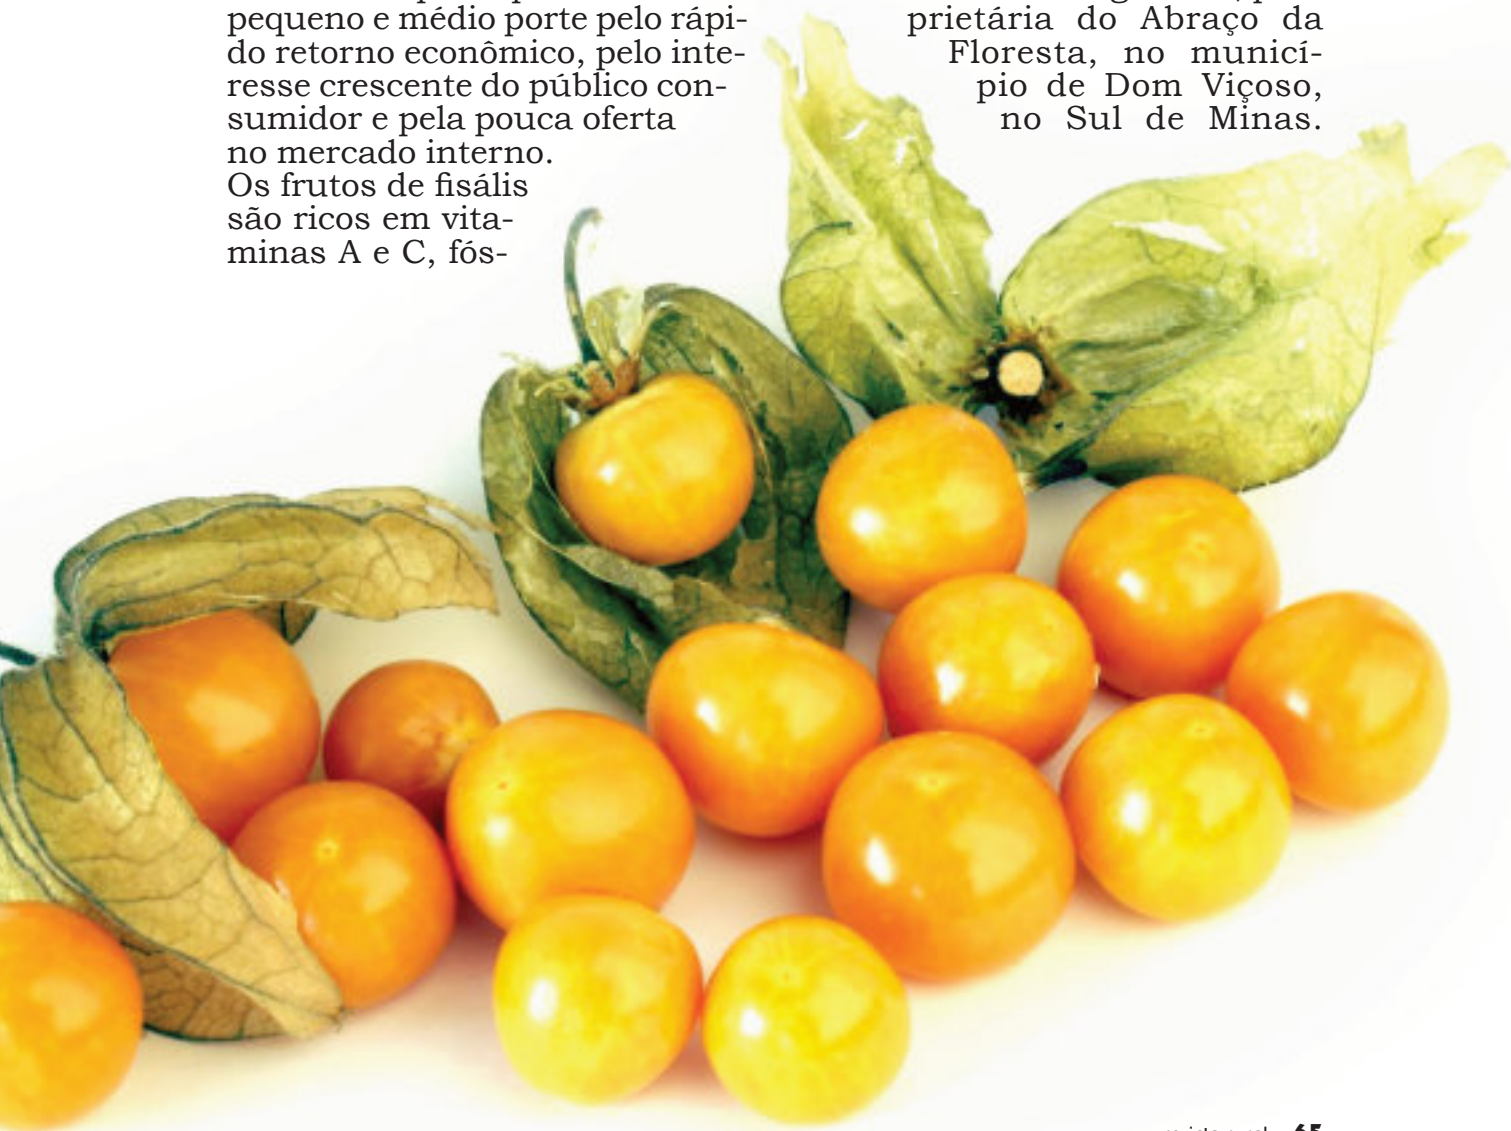 pequeno e médio porte pelo rápi-
do retorno econômico, pelo inte-
resse crescente do público con-
sumidor e pela pouca oferta
no mercado interno.
Os frutos de fisális
são ricos em vita-
minas A e C, fós-
prietária do Abraço da
Floresta, no municí-
pio de Dom Viçoso,
no Sul de Minas.
65